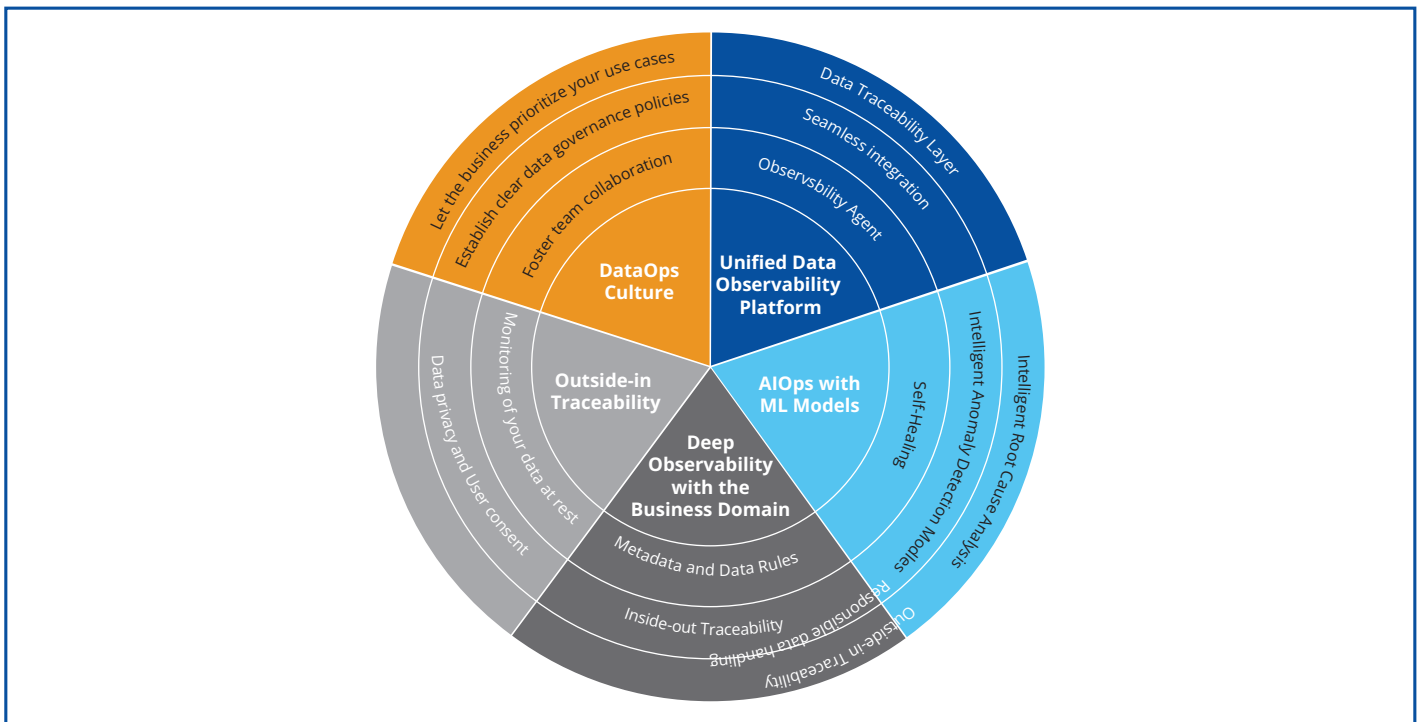 Let the business prioritize your use cases
Establish clear data governance policies
Foster team collaboration
DataOps
Culture
Data Traceability Layer
Seamless integration
Observsbility Agent
Unified Data
Observability
Platform
Intelligent Root Cause Analysis
Intelligent Anomaly Detection Modles
Self-Healing
AIOps with
ML Models
Deep
Observability
with the
Business Domain
Metadata and Data Rules
Inside-out Traceability
Responsible data handling
Outside-in Traceability
Outside-in
Traceability
Monitoring of your data at rest
Data privacy and User consent